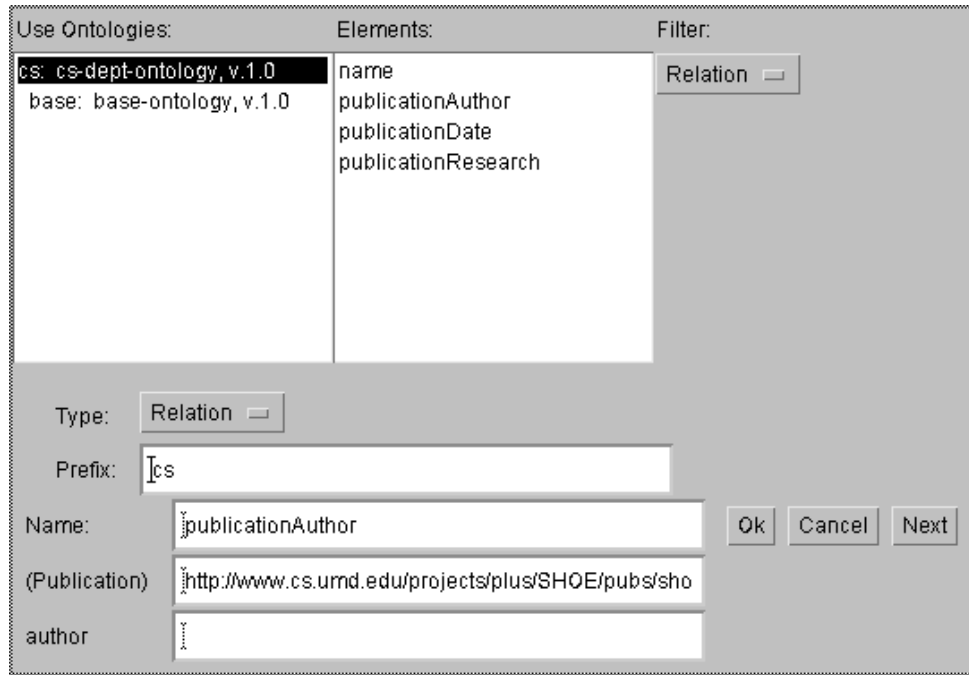 Use Ontologies: Elements: Filter:
cs: cs-dept-ontology, v.1.0 name Relation
base: base-ontology, v.1.0 publicationAuthor
publicationDate
publicationResearch
Type: Relation
Prefix: cs
Name: publicationAuthor Ok Cancel Next
(Publication) http://www.cs.umd.edu/projects/plus/SHOE/pubs/sho
author